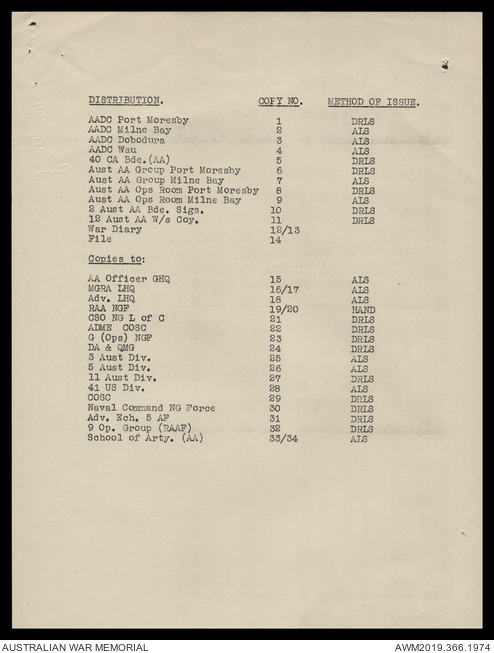 DISTRIBUTION. COPY NO. METHOD OF ISSUE.
AADC Port Moresby 1 DRLS
AADC Milne Bay 2 ALS
AADC Dobodura 3 ALS
AADC Wau 4 ALS
40 CA Bde.(AA) 5 DRLS
Aust AA Group Port Moresby 6 DRLS
Aust AA Group Milne Bay 7 ALS
Aust AA Ops Room Port Moresby 8 DRLS
Aust AA Ops Room Milne Bay 9 ALS
2 Aust AA Bde. Sigs. 10 DRLS
12 Aust AA W/s Coy. 11 DRLS
War Diary 12/13
File 14
Copies to:
AA Officer GHQ 15 ALS
MGRA LHQ 16/17 ALS
Adv. LHQ 18 ALS
RAA NGF 19/20 HAND
CSO NG L of C 21 DRLS
ADME COSC 22 DRLS
G (Ops) NGF 23 DRLS
DA & QMG 24 DRLS
3 Aust Div. 25 ALS
5 Aust Div. 26 ALS
11 Aust Div. 27 DRLS
41 US Div. 28 ALS
COSC 29 DRLS
Naval Command NG Force 30 DRLS
Adv. Ech. 5 AF 31 DRLS
9 Op. Group (RAAF) 32 DRLS
School of Arty. (AA) 33/34 ALS
AUSTRALIAN WAR MEMORIAL AWM2019.366.1974